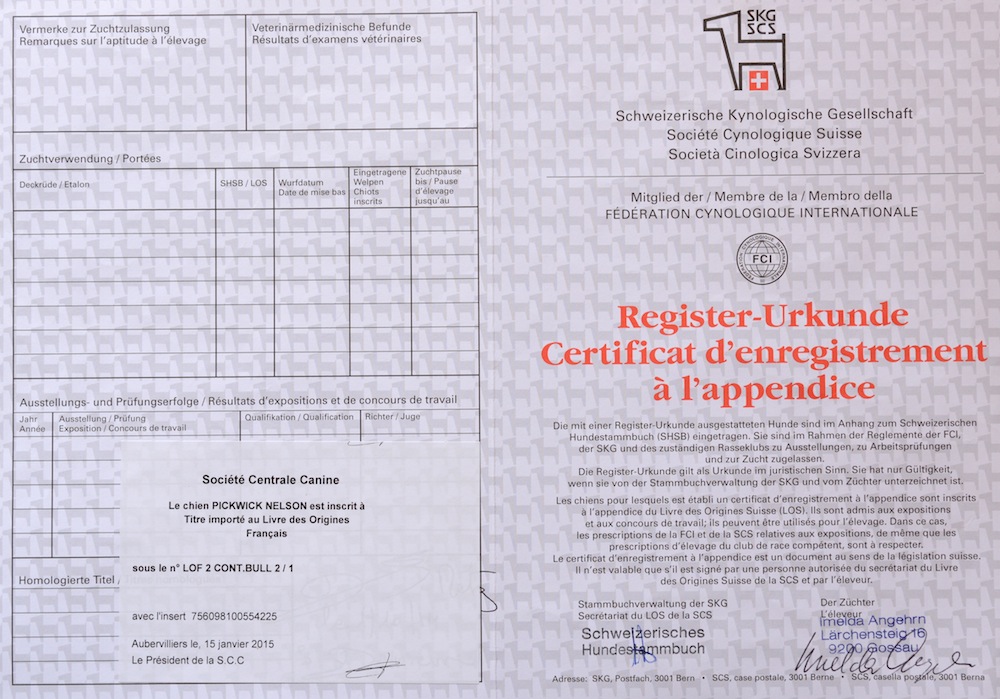 Vermerke zur Zuchtzulassung
Remarques sur l'aptitude à l'élevage
Veterinärmedizinische Befunde
Résultats d'examens vétérinaires
Zuchtverwendung / Portées
Deckrüde / Etalon
SHSB / LOS
Wurfdatum
Date de mise bas
Eingetragene
Welpen
Chiots
inscrits
Zuchtpause
bis / Pause
d'élevage
jusqu'au
Ausstellungs- und Prüfungserfolge / Résultats d'expositions et de concours de travail
Jahr
Année
Ausstellung / Prüfung
Exposition / Concours de travail
Qualifikation / Qualification
Richter / Juge
Société Centrale Canine
Le chien PICKWICK NELSON est inscrit à
Titre importé au Livre des Origines
Français
sous le n° LOF 2 CONT.BULL 2 / 1
avec l'insert 756098100554225
Aubervilliers le, 15 janvier 2015
Le Président de la S.C.C
Homologierte Titel /
SKG
SCS
Schweizerische Kynologische Gesellschaft
Société Cynologique Suisse
Società Cinologica Svizzera
Mitglied der / Membre de la / Membro della
FÉDÉRATION CYNOLOGIQUE INTERNATIONALE
FEDERATION CYNOLOGIQUE INTERNATIONALE
FCI
Register-Urkunde
Certificat d'enregistrement
à l'appendice
Die mit einer Register-Urkunde ausgestatteten Hunde sind im Anhang zum Schweizerischen
Hundestammbuch (SHSB) eingetragen. Sie sind im Rahmen der Reglemente der FCI,
der SKG und des zuständigen Rasseklubs zu Ausstellungen, zu Arbeitsprüfungen
und zur Zucht zugelassen.
Die Register-Urkunde gilt als Urkunde im juristischen Sinn. Sie hat nur Gültigkeit,
wenn sie von der Stammbuchverwaltung der SKG und vom Züchter unterzeichnet ist.
Les chiens pour lesquels est établi un certificat d'enregistrement à l'appendice sont inscrits
à l'appendice du Livre des Origines Suisse (LOS). Ils sont admis aux expositions
et aux concours de travail; ils peuvent être utilisés pour l'élevage. Dans ce cas,
les prescriptions de la FCI et de la SCS relatives aux expositions, de même que les
prescriptions d'élevage du club de race compétent, sont à respecter.
Le certificat d'enregistrement à l'appendice est un document au sens de la législation suisse.
Il n'est valable que s'il est signé par une personne autorisée du secrétariat du Livre
des Origines Suisse de la SCS et par l'éleveur.
Stammbuchverwaltung der SKG
Secrétariat du LOS de la SCS
Schweizerisches
Hundestammbuch
Der Züchter
L'éleveur
Imelda Angehrn
Lärchensteig 16
9200 Gossau
Adresse: SKG, Postfach, 3001 Bern • SCS, case postale, 3001 Berne • SCS, casella postale, 3001 Berna